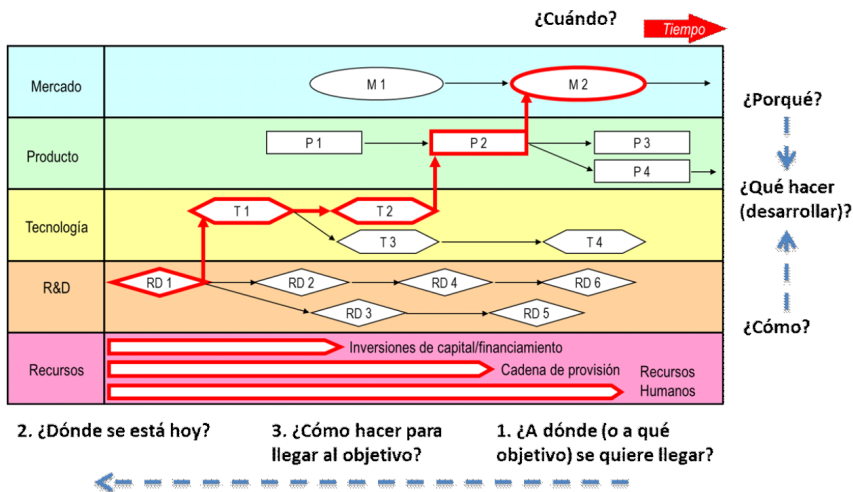 ¿Cuándo?
Tiempo
Mercado
M 1
M 2
¿Porqué?
Producto
P 1
P 2
P 3
P 4
¿Qué hacer
(desarrollar)?
Tecnología
T 1
T 2
T 3
T 4
R&D
RD 1
RD 2
RD 4
RD 6
RD 3
RD 5
¿Cómo?
Recursos
Inversiones de capital/financiamiento
Cadena de provisión
Recursos
Humanos
2. ¿Dónde se está hoy?
3. ¿Cómo hacer para
llegar al objetivo?
1. ¿A dónde (o a qué
objetivo) se quiere llegar?